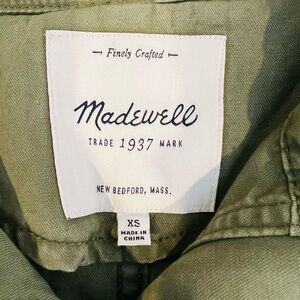 Finely Crafted
Madewell
TRADE 1937 MARK
NEW BEDFORD, MASS.
XS
MADE IN
CHINA